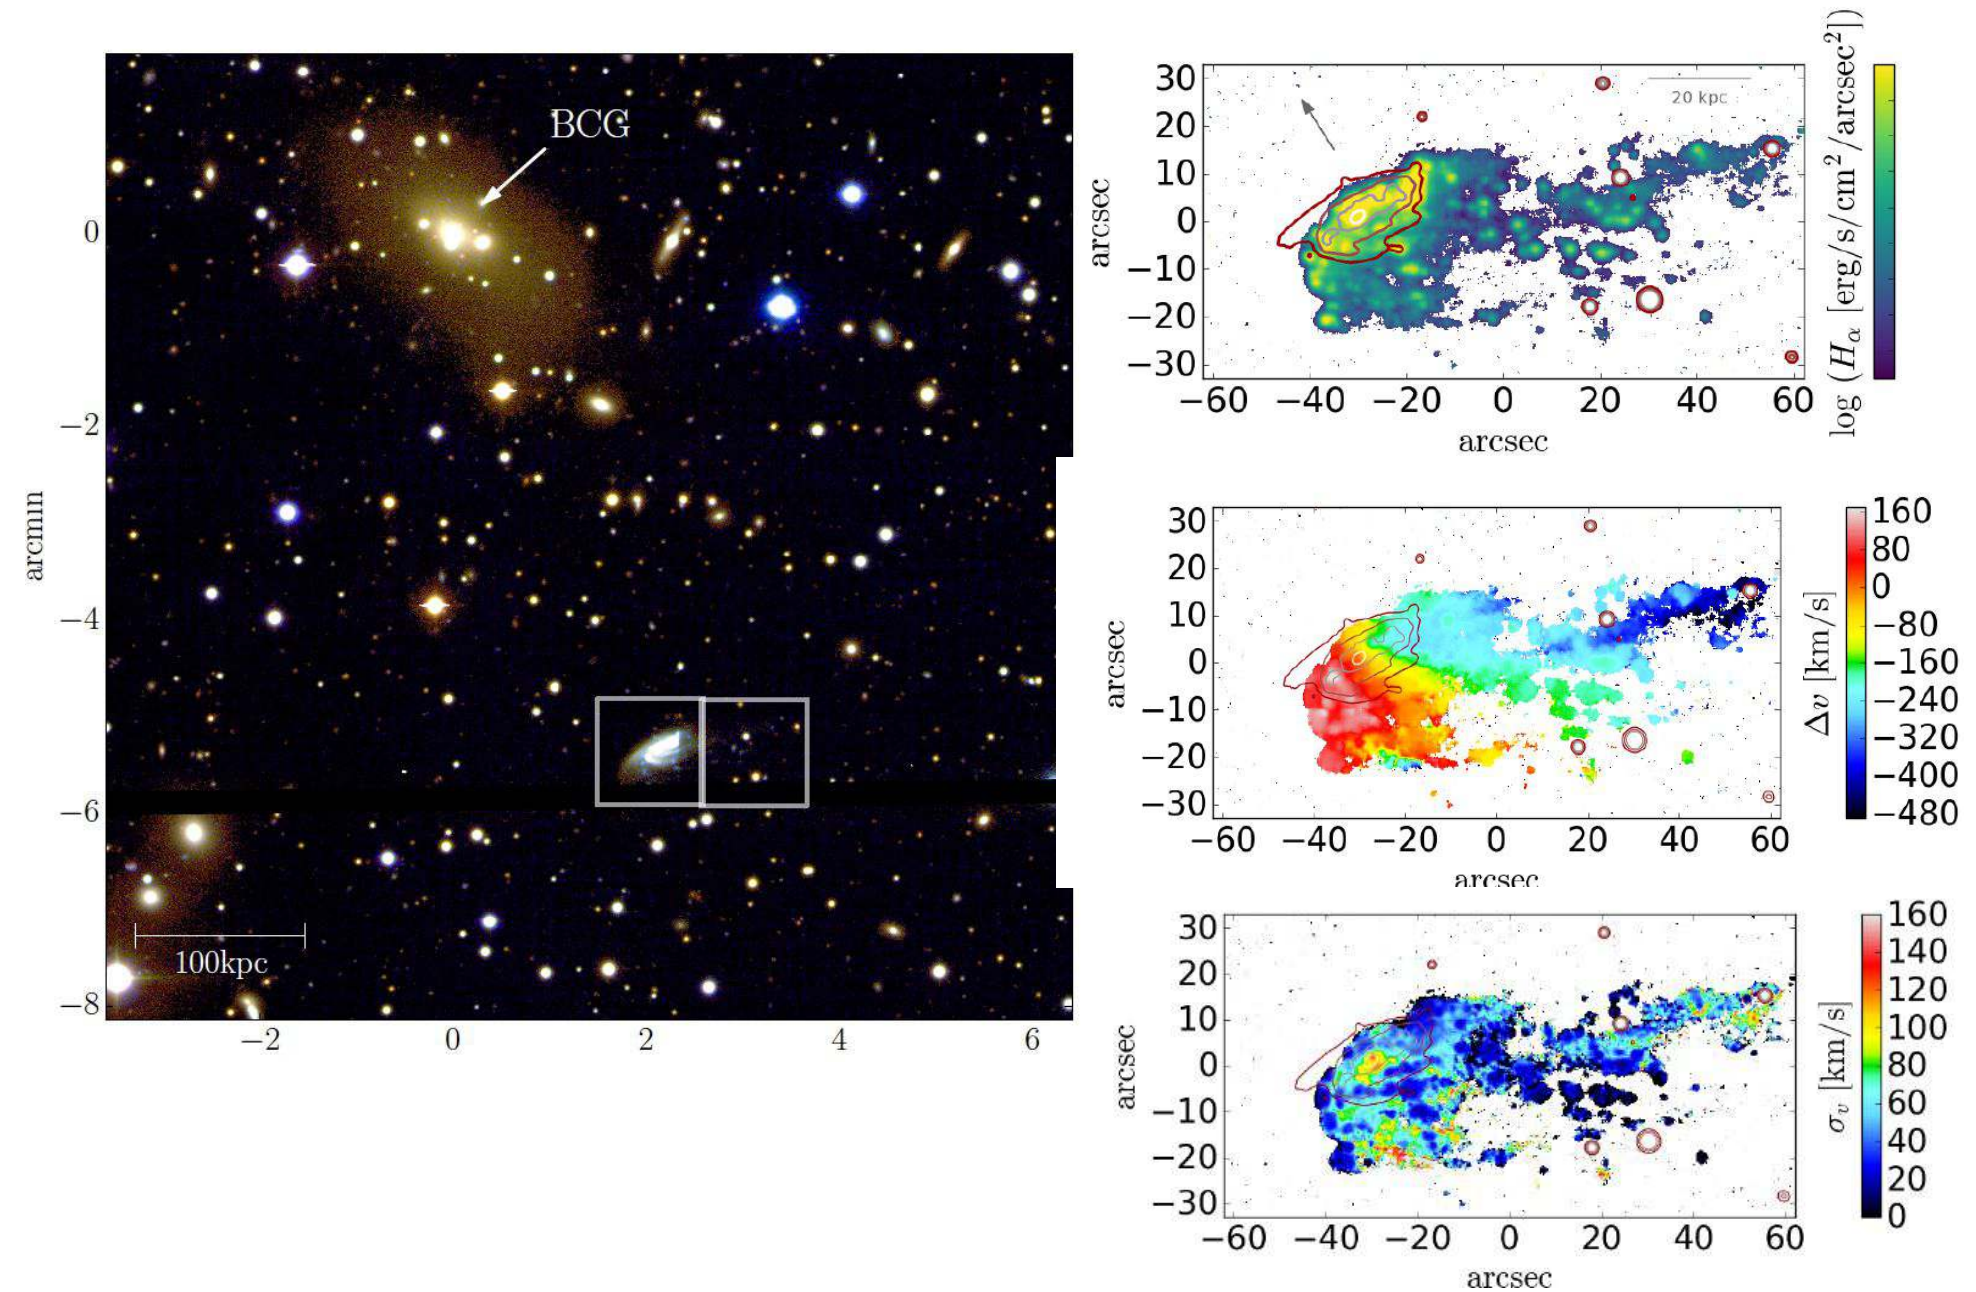 BCG
arcmin
0
−2
−4
−6
−8
100kpc
−2 0 2 4 6
30
20
10
0
−10
−20
−30
arcsec
20 kpc
−60 −40 −20 0 20 40 60
arcsec
log (Hα [erg/s/cm²/arcsec²])
30
20
10
0
−10
−20
−30
arcsec
−60 −40 −20 0 20 40 60
arcsec
160
80
0
−80
−160
−240
−320
−400
−480
Δv [km/s]
30
20
10
0
−10
−20
−30
arcsec
−60 −40 −20 0 20 40 60
arcsec
160
140
120
100
80
60
40
20
0
σv [km/s]